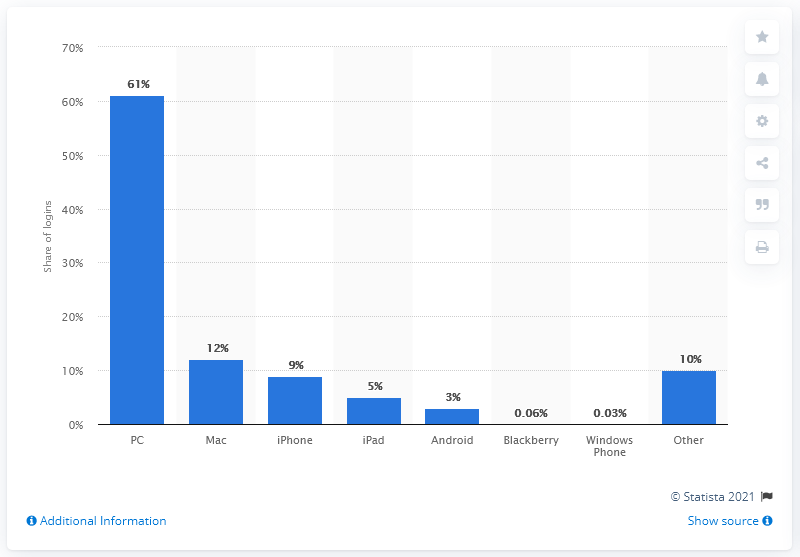 70%
60%
50%
40%
30%
20%
10%
0%
Share of logins
61%
12%
9%
5%
3%
0.06%
0.03%
10%
PC
Mac
iPhone
iPad
Android
Blackberry
Windows
Phone
Other
© Statista 2021
Additional Information
Show source